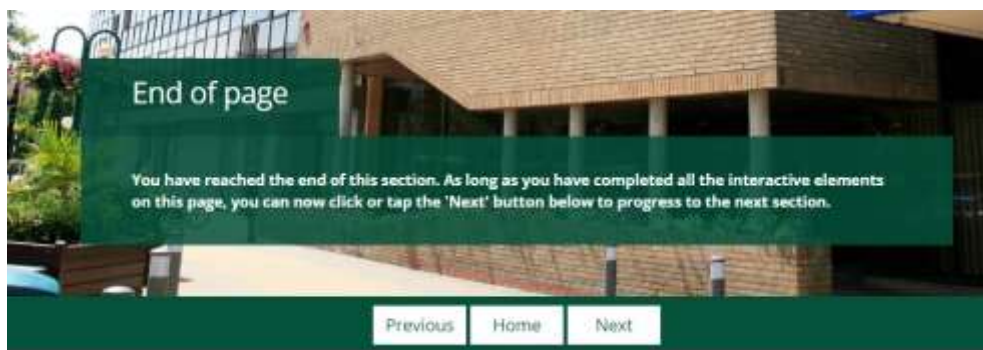 End of page
You have reached the end of this section. As long as you have completed all the interactive elements
on this page, you can now click or tap the 'Next' button below to progress to the next section.
Previous
Home
Next